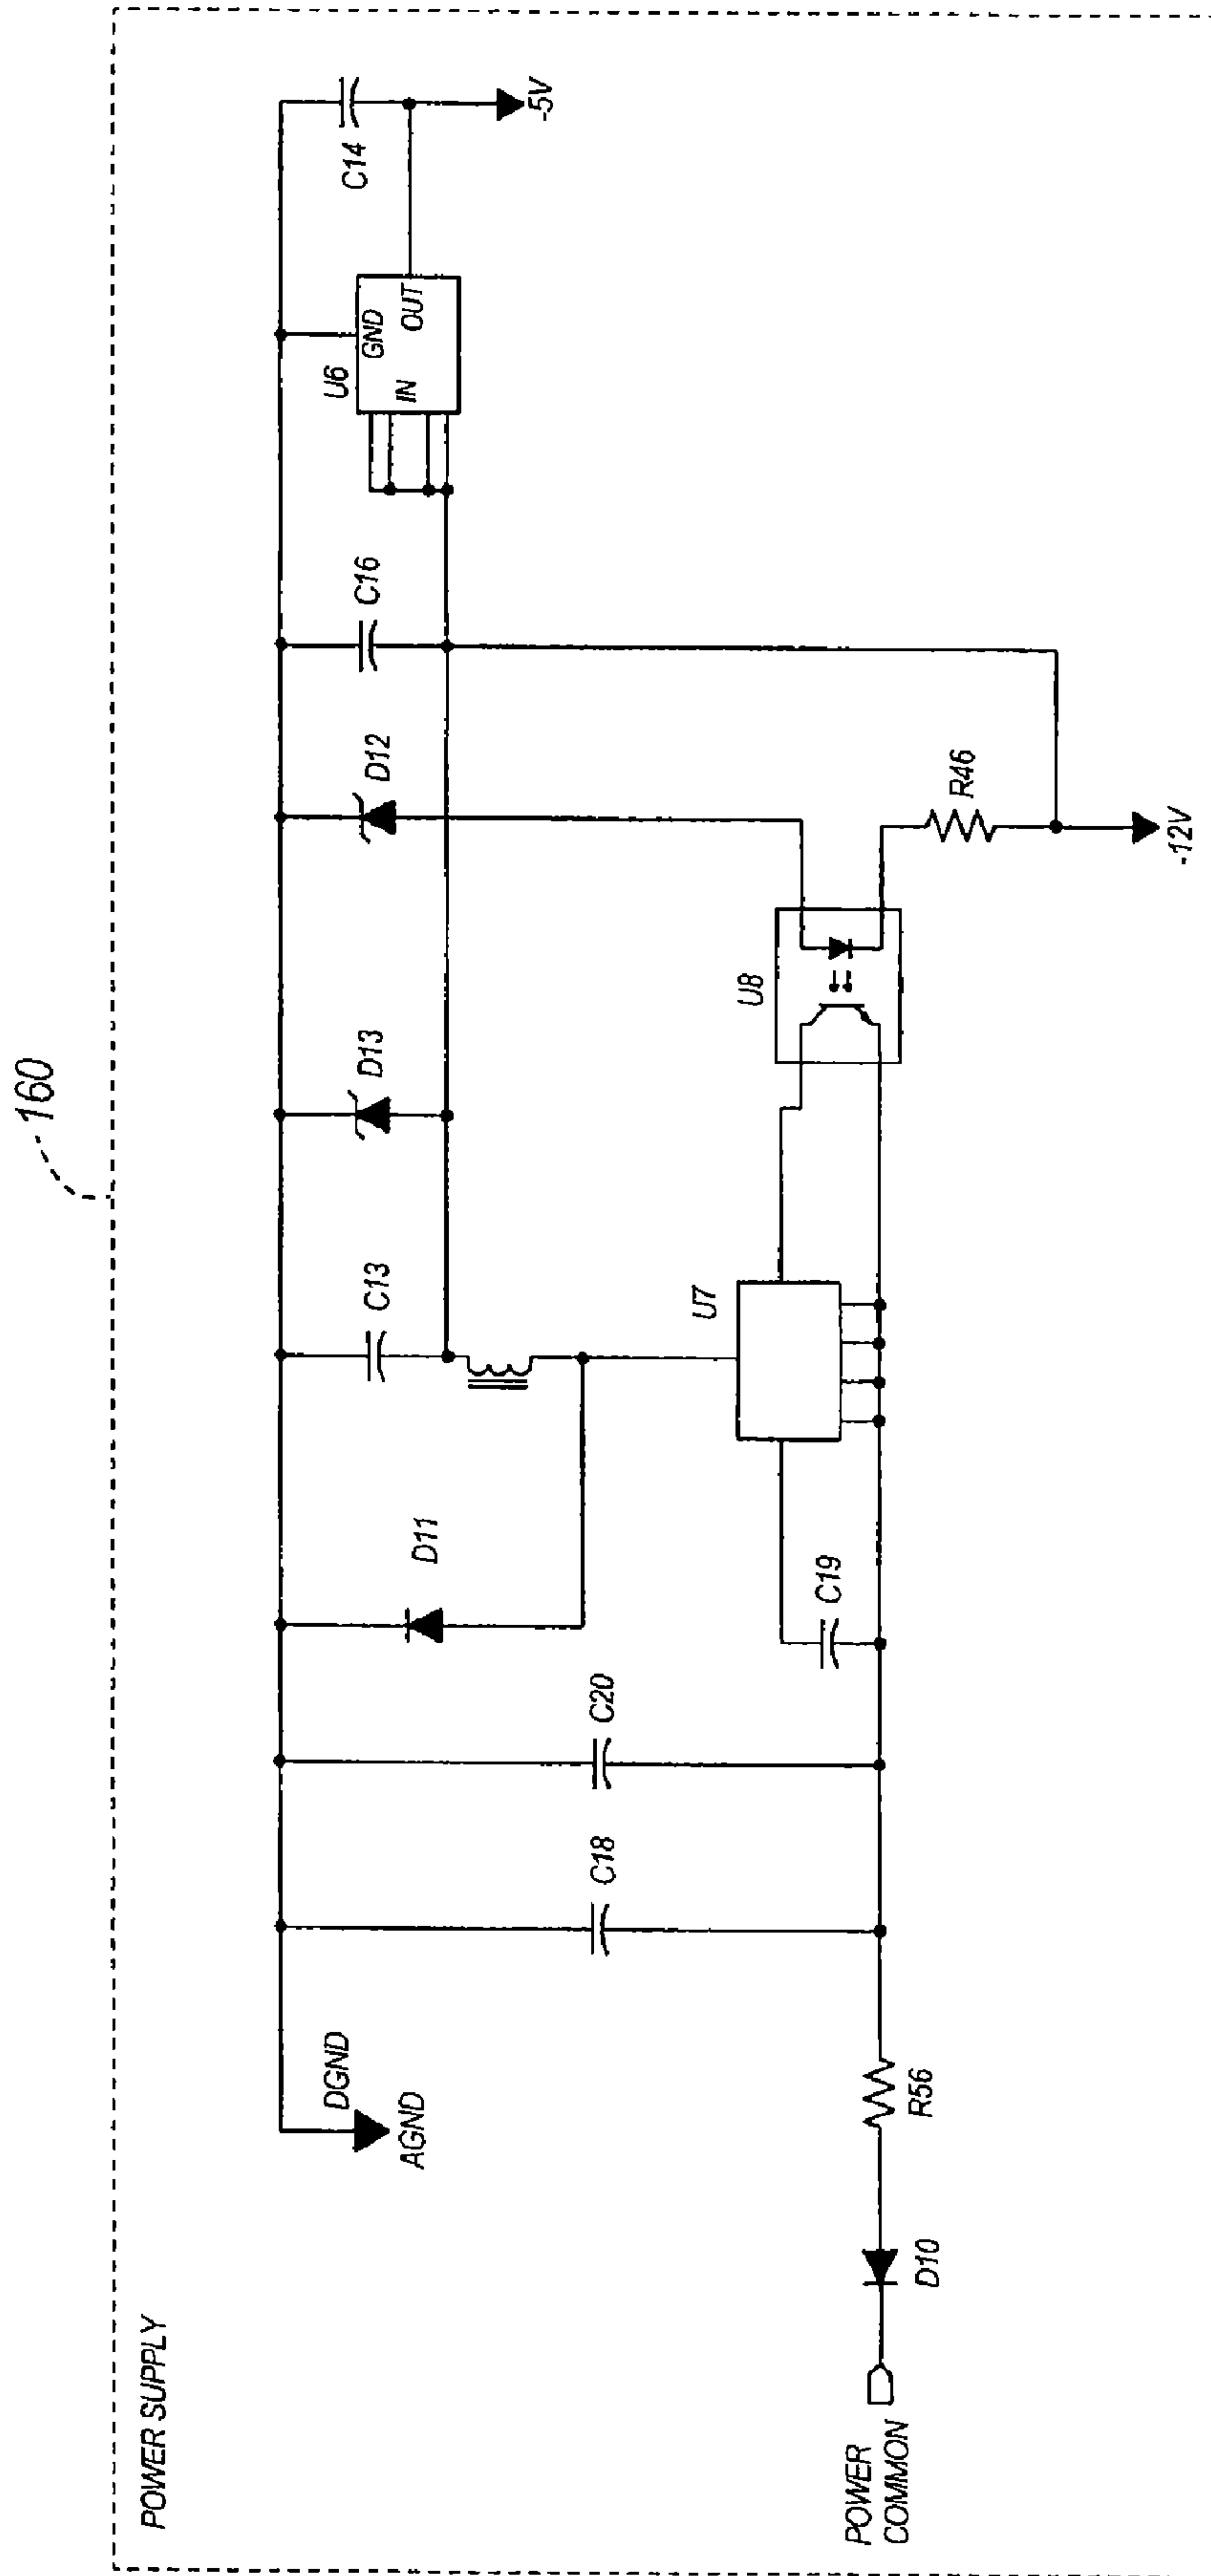 160
POWER SUPPLY
DGND
AGND
C18
C20
D11
C13
D13
D12
C16
U6
GND
IN
OUT
C14
-5V
C19
U7
U8
R46
-12V
POWER
COMMON
D10
R56